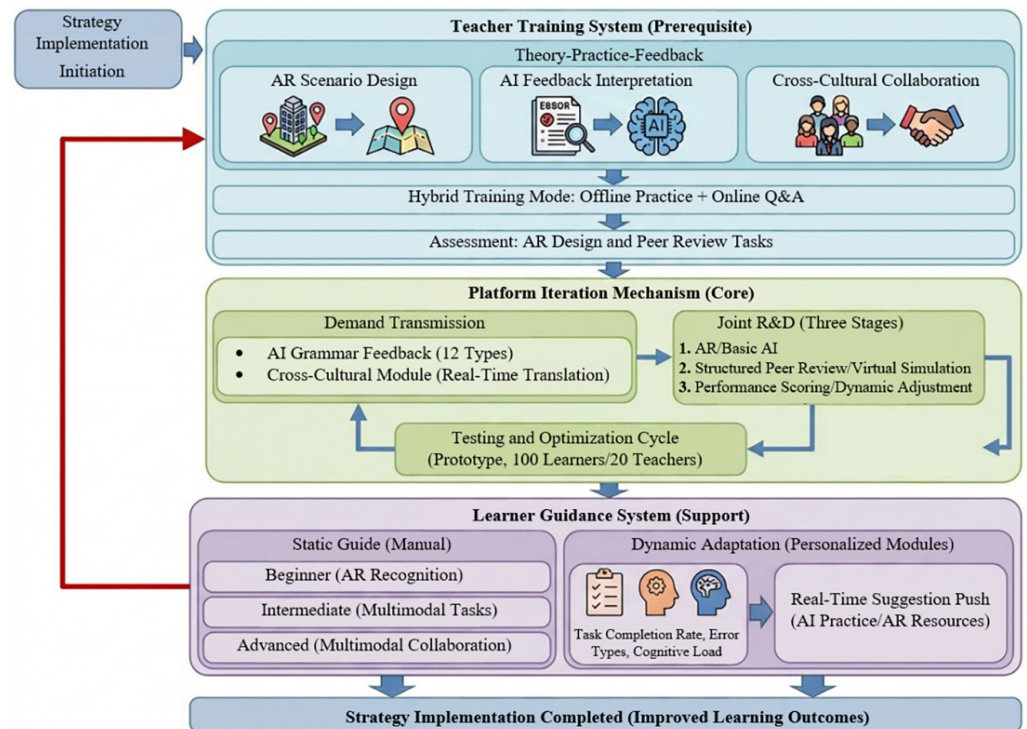 Strategy
Implementation
Initiation
Teacher Training System (Prerequisite)
Theory-Practice-Feedback
AR Scenario Design
AI Feedback Interpretation
EBSOR
AI
Cross-Cultural Collaboration
Hybrid Training Mode: Offline Practice + Online Q&A
Assessment: AR Design and Peer Review Tasks
Platform Iteration Mechanism (Core)
Demand Transmission
• AI Grammar Feedback (12 Types)
• Cross-Cultural Module (Real-Time Translation)
Joint R&D (Three Stages)
1. AR/Basic AI
2. Structured Peer Review/Virtual Simulation
3. Performance Scoring/Dynamic Adjustment
Testing and Optimization Cycle
(Prototype, 100 Learners/20 Teachers)
Learner Guidance System (Support)
Static Guide (Manual)
Beginner (AR Recognition)
Intermediate (Multimodal Tasks)
Advanced (Multimodal Collaboration)
Dynamic Adaptation (Personalized Modules)
Task Completion Rate, Error
Types, Cognitive Load
Real-Time Suggestion Push
(AI Practice/AR Resources)
Strategy Implementation Completed (Improved Learning Outcomes)